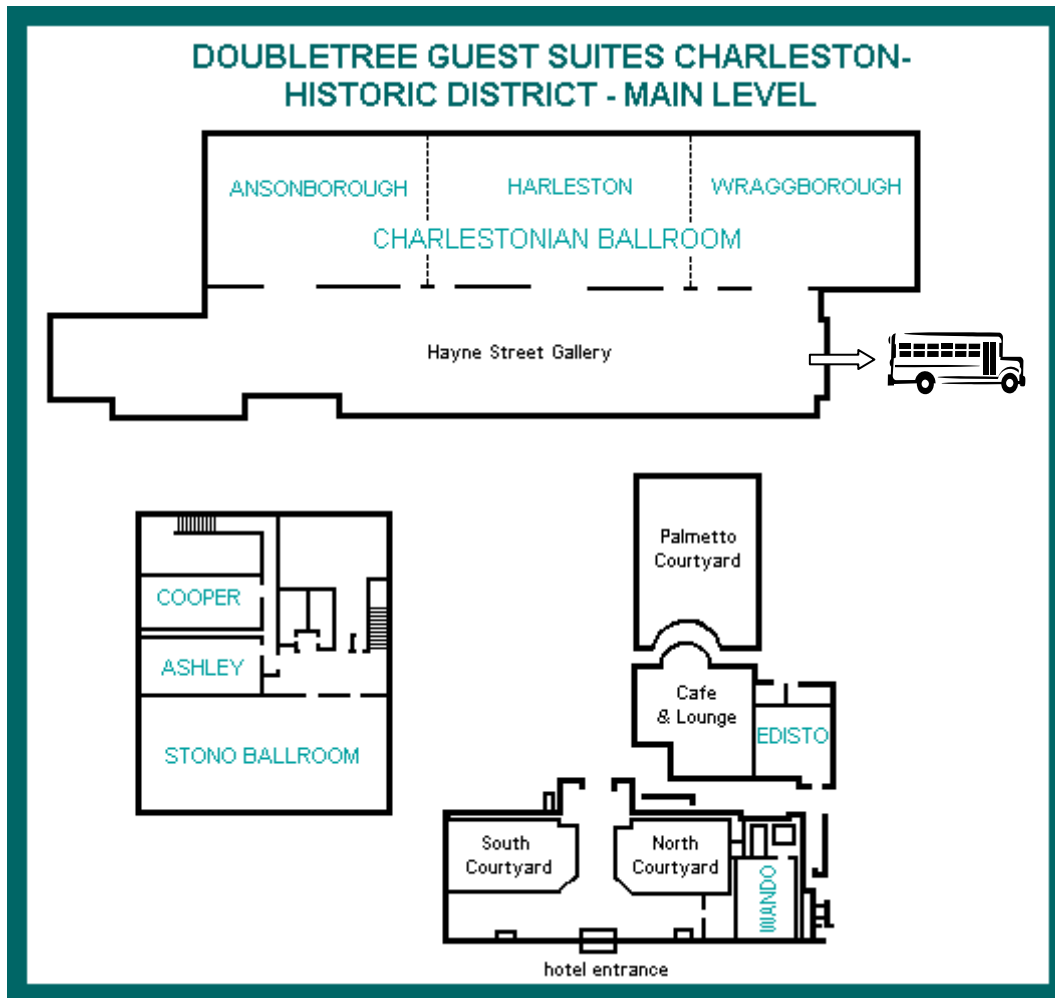 DOUBLETREE GUEST SUITES CHARLESTON-
HISTORIC DISTRICT - MAIN LEVEL
ANSONBOROUGH
HARLESTON
WRAGGBOROUGH
CHARLESTONIAN BALLROOM
Hayne Street Gallery
Palmetto
Courtyard
COOPER
ASHLEY
STONO BALLROOM
Cafe
& Lounge
EDISTO
South
Courtyard
North
Courtyard
WANDO
hotel entrance